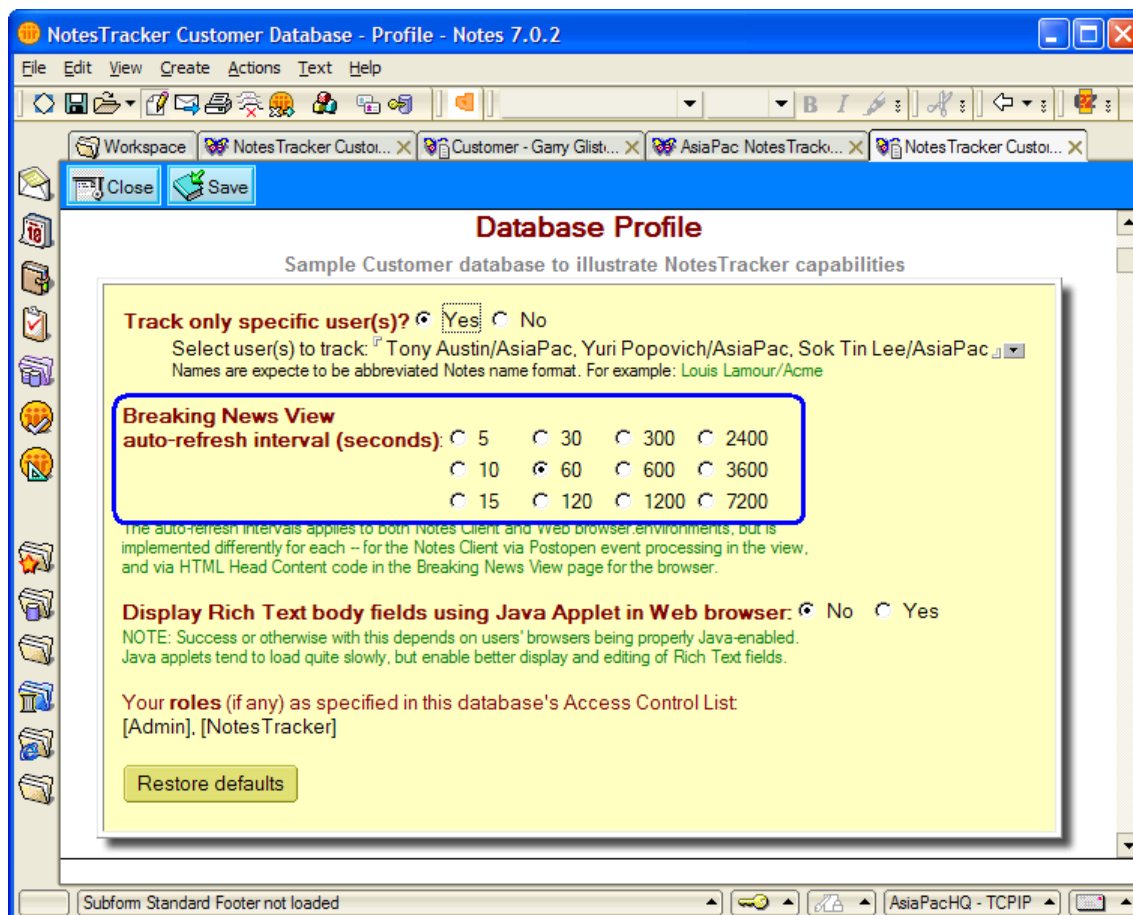 NotesTracker Customer Database - Profile - Notes 7.0.2
File Edit View Create Actions Text Help
B I
Workspace NotesTracker Custo... Customer - Garry Glist... AsiaPac NotesTrack... NotesTracker Custom...
Close Save
Database Profile
Sample Customer database to illustrate NotesTracker capabilities
Track only specific user(s)? Yes No
Select user(s) to track: Tony Austin/AsiaPac, Yuri Popovich/AsiaPac, Sok Tin Lee/AsiaPac
Names are expecte to be abbreviated Notes name format. For example: Louis Lamour/Acme
Breaking News View
auto-refresh interval (seconds): 5 30 300 2400
10 60 600 3600
15 120 1200 7200
The auto-refresh intervals applies to both Notes Client and Web browser.environments, but is
implemented differently for each -- for the Notes Client via Postopen event processing in the view,
and via HTML Head Content code in the Breaking News View page for the browser.
Display Rich Text body fields using Java Applet in Web browser: No Yes
NOTE: Success or otherwise with this depends on users' browsers being properly Java-enabled.
Java applets tend to load quite slowly, but enable better display and editing of Rich Text fields.
Your roles (if any) as specified in this database's Access Control List:
[Admin], [NotesTracker]
Restore defaults
Subform Standard Footer not loaded AsiaPacHQ - TCPIP